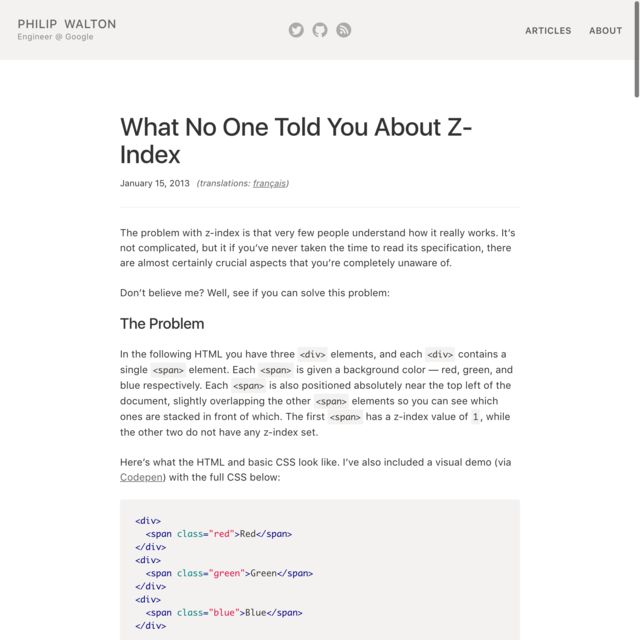 PHILIP WALTON
Engineer @ Google
ARTICLES
ABOUT
What No One Told You About Z-
Index
January 15, 2013 (translations: français)
The problem with z-index is that very few people understand how it really works. It's
not complicated, but it if you've never taken the time to read its specification, there
are almost certainly crucial aspects that you're completely unaware of.
Don't believe me? Well, see if you can solve this problem:
The Problem
In the following HTML you have three <div> elements, and each <div> contains a
single <span> element. Each <span> is given a background color — red, green, and
blue respectively. Each <span> is also positioned absolutely near the top left of the
document, slightly overlapping the other <span> elements so you can see which
ones are stacked in front of which. The first <span> has a z-index value of 1, while
the other two do not have any z-index set.
Here's what the HTML and basic CSS look like. I've also included a visual demo (via
Codepen) with the full CSS below:
<div>
  <span class="red">Red</span>
</div>
<div>
  <span class="green">Green</span>
</div>
<div>
  <span class="blue">Blue</span>
</div>